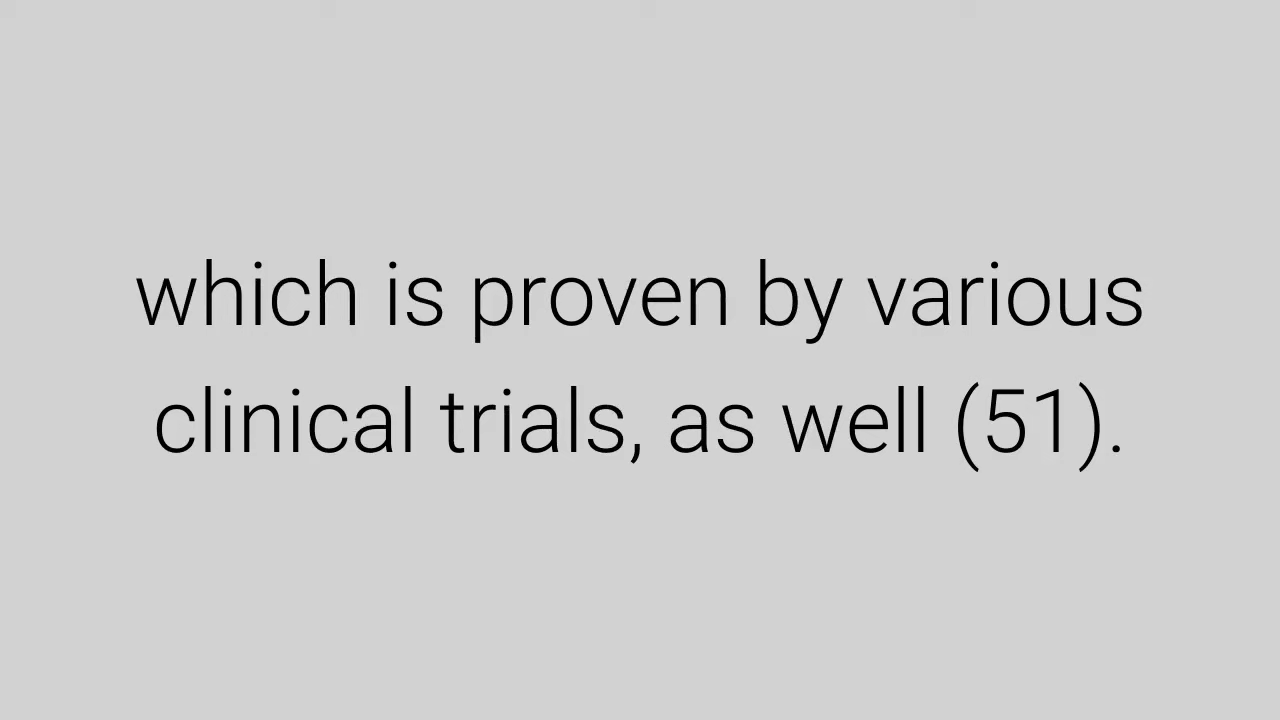 which is proven by various
clinical trials, as well (51).